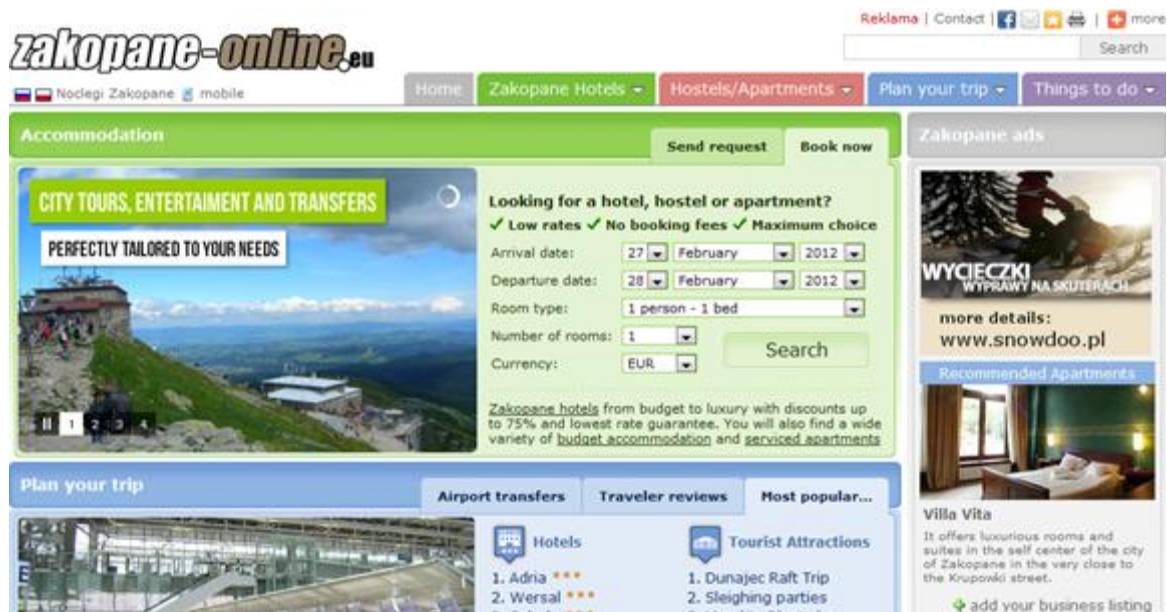 Reklama | Contact | | more
zakopane-online.eu
Search
Noclegi Zakopane mobile
Home Zakopane Hotels Hostels/Apartments Plan your trip Things to do
Accommodation
Send request Book now
CITY TOURS, ENTERTAIMENT AND TRANSFERS
PERFECTLY TAILORED TO YOUR NEEDS
1 2 3 4
Looking for a hotel, hostel or apartment?
✓ Low rates ✓ No booking fees ✓ Maximum choice
Arrival date: 27 February 2012
Departure date: 28 February 2012
Room type: 1 person - 1 bed
Number of rooms: 1
Currency: EUR
Search
Zakopane hotels from budget to luxury with discounts up
to 75% and lowest rate guarantee. You will also find a wide
variety of budget accommodation and serviced apartments
Zakopane ads
WYCIECZKI
WYPRAWY NA SKUTERACH
more details:
www.snowdoo.pl
Recommended Apartments
Villa Vita
It offers luxurious rooms and
suites in the self center of the city
of Zakopane in the very close to
the Krupowki street.
add your business listing
Plan your trip
Airport transfers Traveler reviews Most popular...
Hotels
1. Adria ***
2. Wersal ***
Tourist Attractions
1. Dunajec Raft Trip
2. Sleighing parties